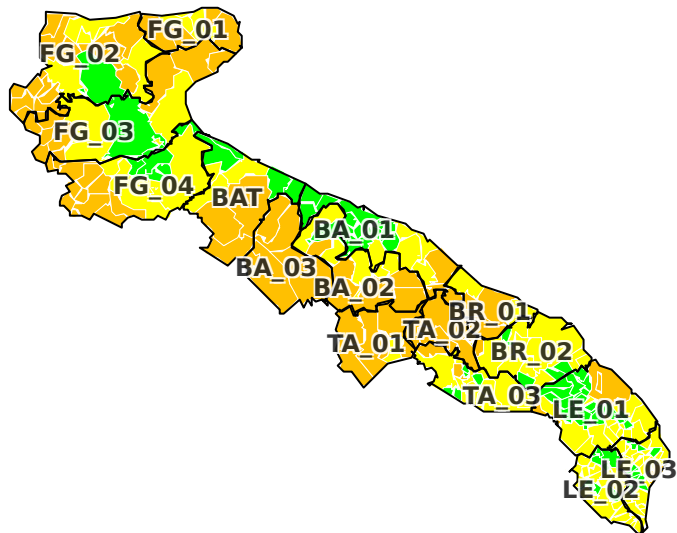 FG_01
FG_02
FG_03
FG_04
BAT
BA_01
BA_03
BA_02
BR_01
TA_02
TA_01
BR_02
TA_03
LE_01
LE_03
LE_02